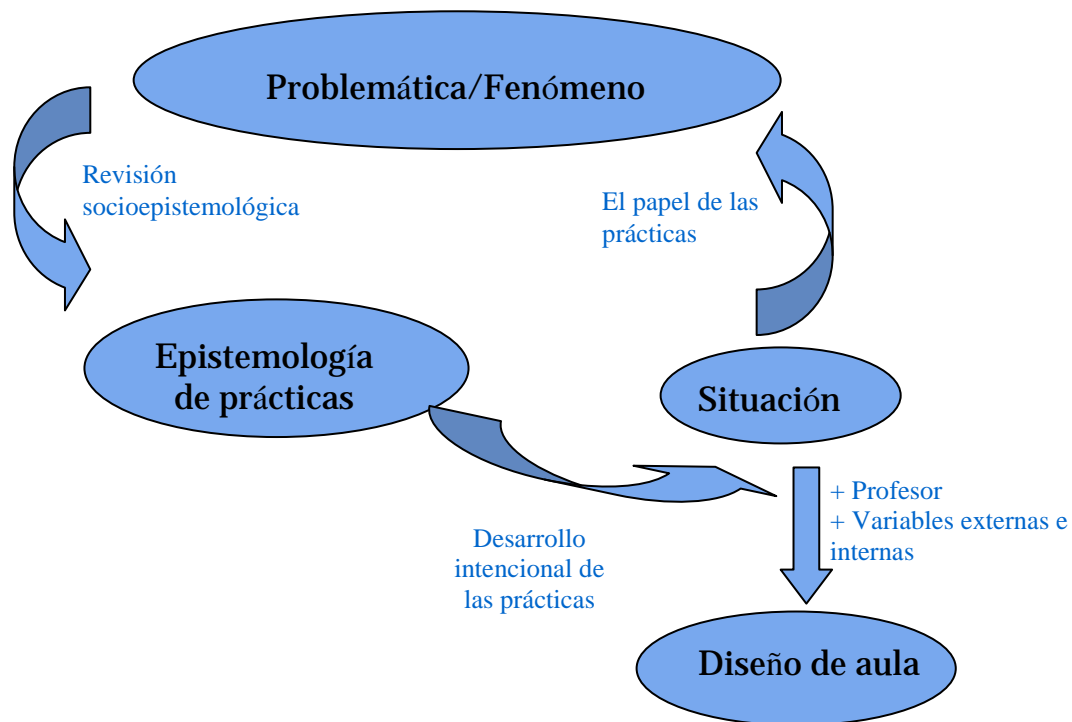 Problemática/Fenómeno
Revisión
socioepistemológica
El papel de las
prácticas
Epistemología
de prácticas
Situación
+ Profesor
+ Variables externas e
internas
Desarrollo
intencional de
las prácticas
Diseño de aula